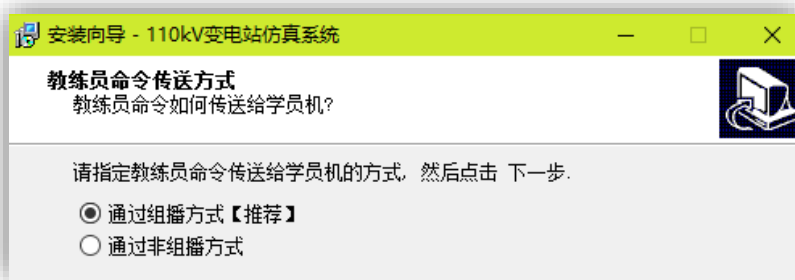 安装向导 - 110kV变电站仿真系统
教练员命令传送方式
教练员命令如何传送给学员机?
请指定教练员命令传送给学员机的方式, 然后点击 下一步.
通过组播方式【推荐】
通过非组播方式